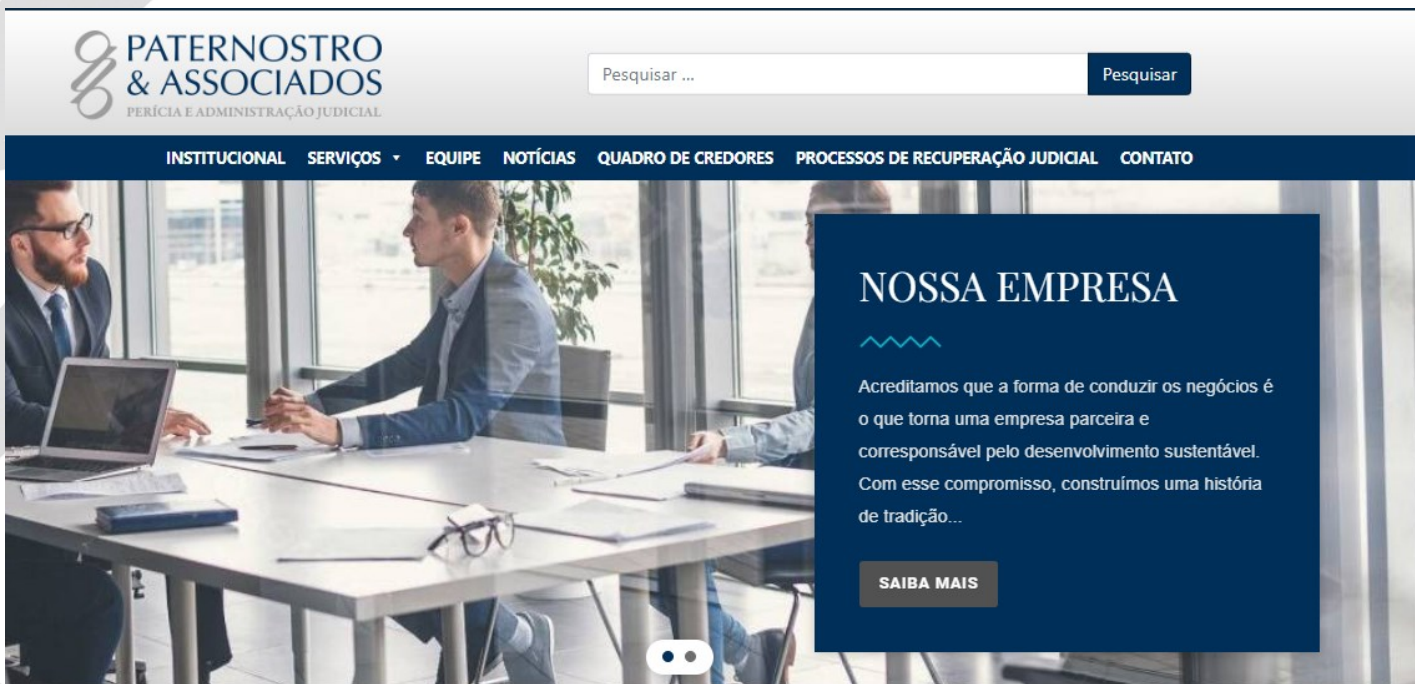 PATERNOSTRO
& ASSOCIADOS
PERÍCIA E ADMINISTRAÇÃO JUDICIAL
Pesquisar ...
Pesquisar
INSTITUCIONAL SERVIÇOS EQUIPE NOTÍCIAS QUADRO DE CREDORES PROCESSOS DE RECUPERAÇÃO JUDICIAL CONTATO
NOSSA EMPRESA
Acreditamos que a forma de conduzir os negócios é
o que torna uma empresa parceira e
corresponsável pelo desenvolvimento sustentável.
Com esse compromisso, construímos uma história
de tradição...
SAIBA MAIS